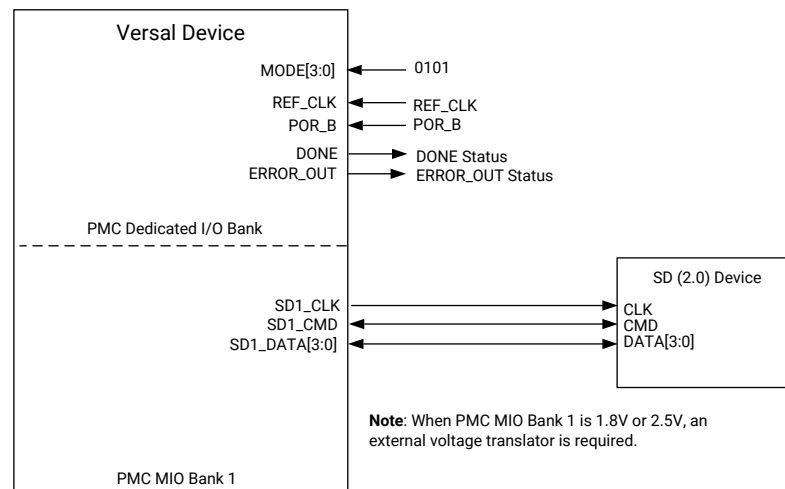 Versal Device
MODE[3:0] 0101
REF_CLK REF_CLK
POR_B POR_B
DONE DONE Status
ERROR_OUT ERROR_OUT Status
PMC Dedicated I/O Bank
SD (2.0) Device
SD1_CLK CLK
SD1_CMD CMD
SD1_DATA[3:0] DATA[3:0]
Note: When PMC MIO Bank 1 is 1.8V or 2.5V, an
external voltage translator is required.
PMC MIO Bank 1